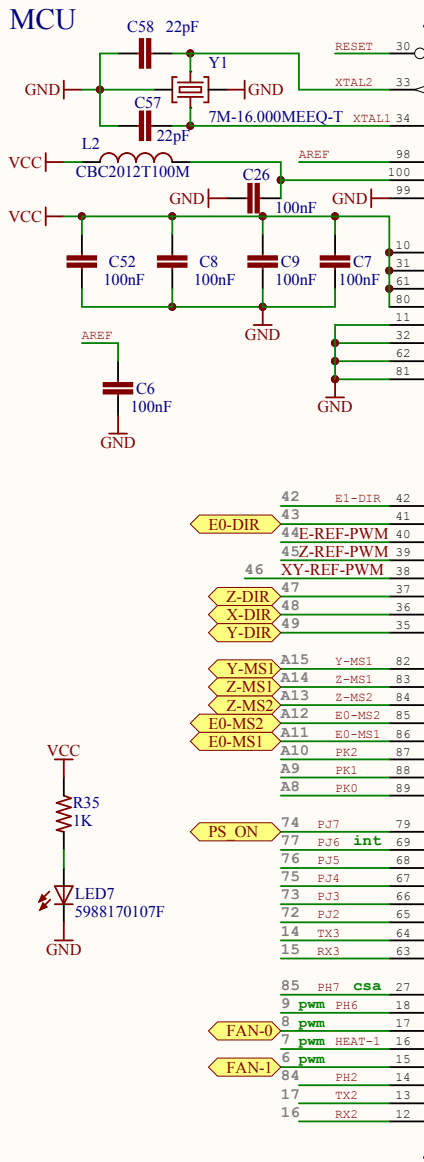 MCU
C58 22pF
RESET 30
Y1
GND GND XTAL2 33
C57
22pF 7M-16.000MEEQ-T XTAL1 34
L2
VCC AREF 98
CBC2012T100M 100
GND C26 GND 99
100nF
VCC
10
C52 C8 C9 C7 31
100nF 100nF 100nF 100nF 61
80
11
GND
AREF 32
62
81
C6
100nF GND
GND
42 E1-DIR 42
E0-DIR 43 41
44 E-REF-PWM 40
45 Z-REF-PWM 39
46 XY-REF-PWM 38
Z-DIR 47 37
X-DIR 48 36
Y-DIR 49 35
Y-MS1 A15 Y-MS1 82
Z-MS1 A14 Z-MS1 83
Z-MS2 A13 Z-MS2 84
E0-MS2 A12 E0-MS2 85
E0-MS1 A11 E0-MS1 86
VCC A10 PK2 87
A9 PK1 88
A8 PK0 89
R35
1K
PS_ON 74 PJ7 79
77 PJ6 int 69
76 PJ5 68
75 PJ4 67
LED7 73 PJ3 66
5988170107F 72 PJ2 65
14 TX3 64
GND 15 RX3 63
85 PH7 csa 27
9 pwm PH6 18
FAN-0 8 pwm 17
7 pwm HEAT-1 16
FAN-1 6 pwm 15
84 PH2 14
17 TX2 13
16 RX2 12